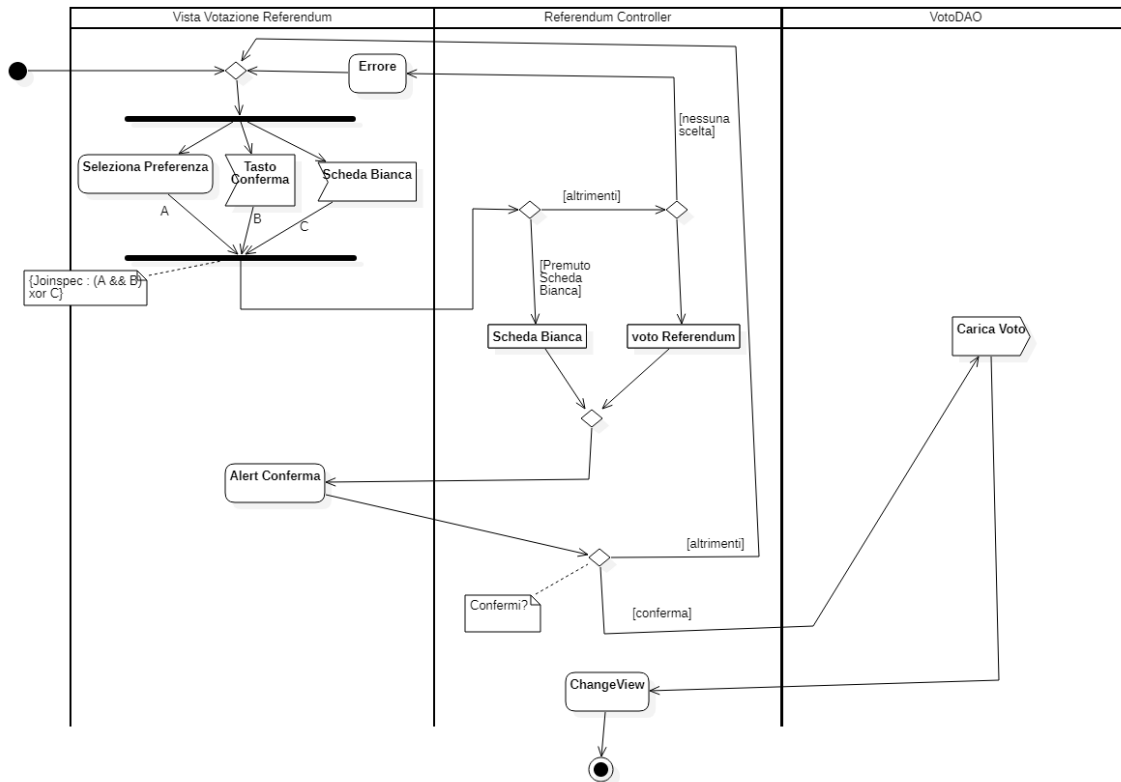 Vista Votazione Referendum
Referendum Controller
VotoDAO
Errore
[nessuna
scelta]
Seleziona Preferenza
Tasto
Conferma
Scheda Bianca
A
B
C
[altrimenti]
{Joinspec : (A && B)
xor C}
[Premuto
Scheda
Bianca]
Scheda Bianca
voto Referendum
Carica Voto
Alert Conferma
[altrimenti]
Confermi?
[conferma]
ChangeView